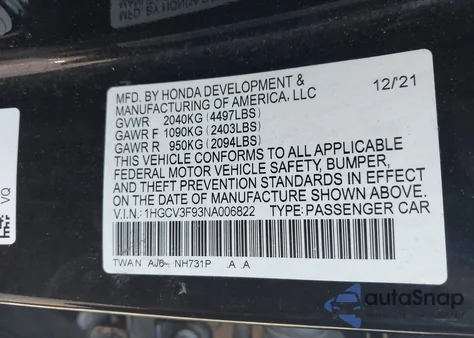 MFD. BY HONDA DEVELOPMENT & 12/'21
MANUFACTURING OF AMERICA, LLC
GVWR 2040KG (4497LBS)
GAWR F 1090KG (2403LBS)
GAWR R 950KG (2094LBS)
THIS VEHICLE CONFORMS TO ALL APPLICABLE
FEDERAL MOTOR VEHICLE SAFETY, BUMPER,
AND THEFT PREVENTION STANDARDS IN EFFECT
ON THE DATE OF MANUFACTURE SHOWN ABOVE.
V.I.N.: 1HGCV3F93NA006822 TYPE: PASSENGER CAR
TWAN NH731P .A .A
VQ
autoSnap